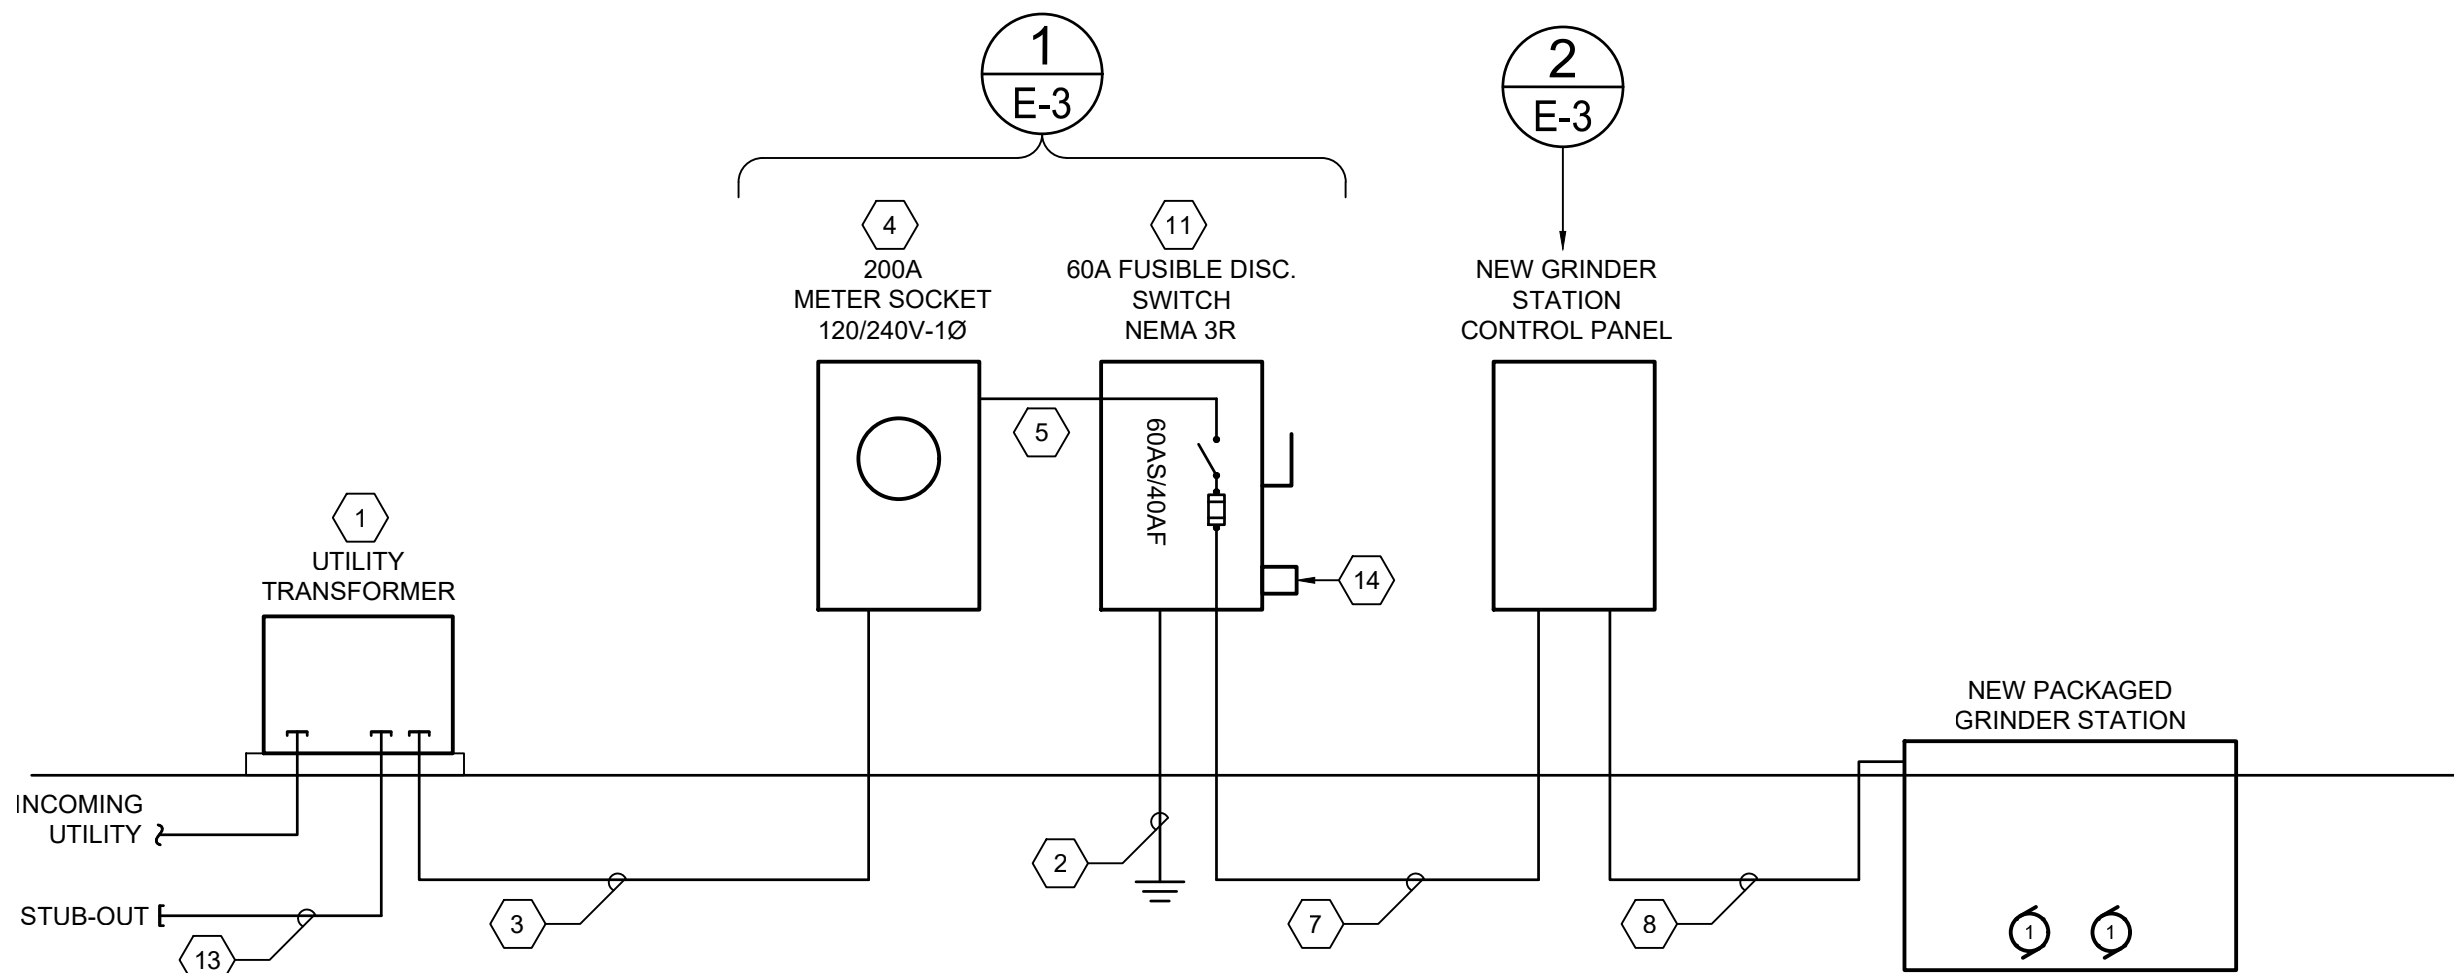 1
E-3
2
E-3
4
200A
METER SOCKET
120/240V-1Ø
11
60A FUSIBLE DISC.
SWITCH
NEMA 3R
NEW GRINDER
STATION
CONTROL PANEL
5
60AS/40AF
14
1
UTILITY
TRANSFORMER
NEW PACKAGED
GRINDER STATION
INCOMING
UTILITY
STUB-OUT
13
3
2
7
8
1
1